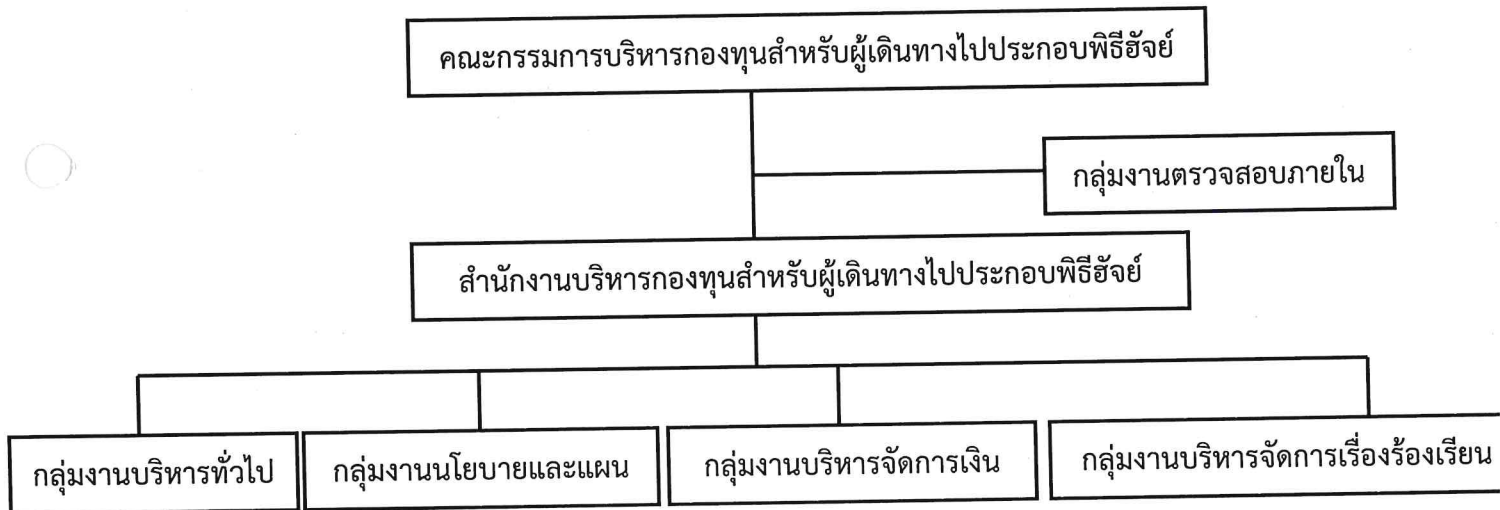 คณะกรรมการบริหารกองทุนสำหรับผู้เดินทางไปประกอบพิธีฮัจย์
กลุ่มงานตรวจสอบภายใน
สำนักงานบริหารกองทุนสำหรับผู้เดินทางไปประกอบพิธีฮัจย์
กลุ่มงานบริหารทั่วไป
กลุ่มงานนโยบายและแผน
กลุ่มงานบริหารจัดการเงิน
กลุ่มงานบริหารจัดการเรื่องร้องเรียน